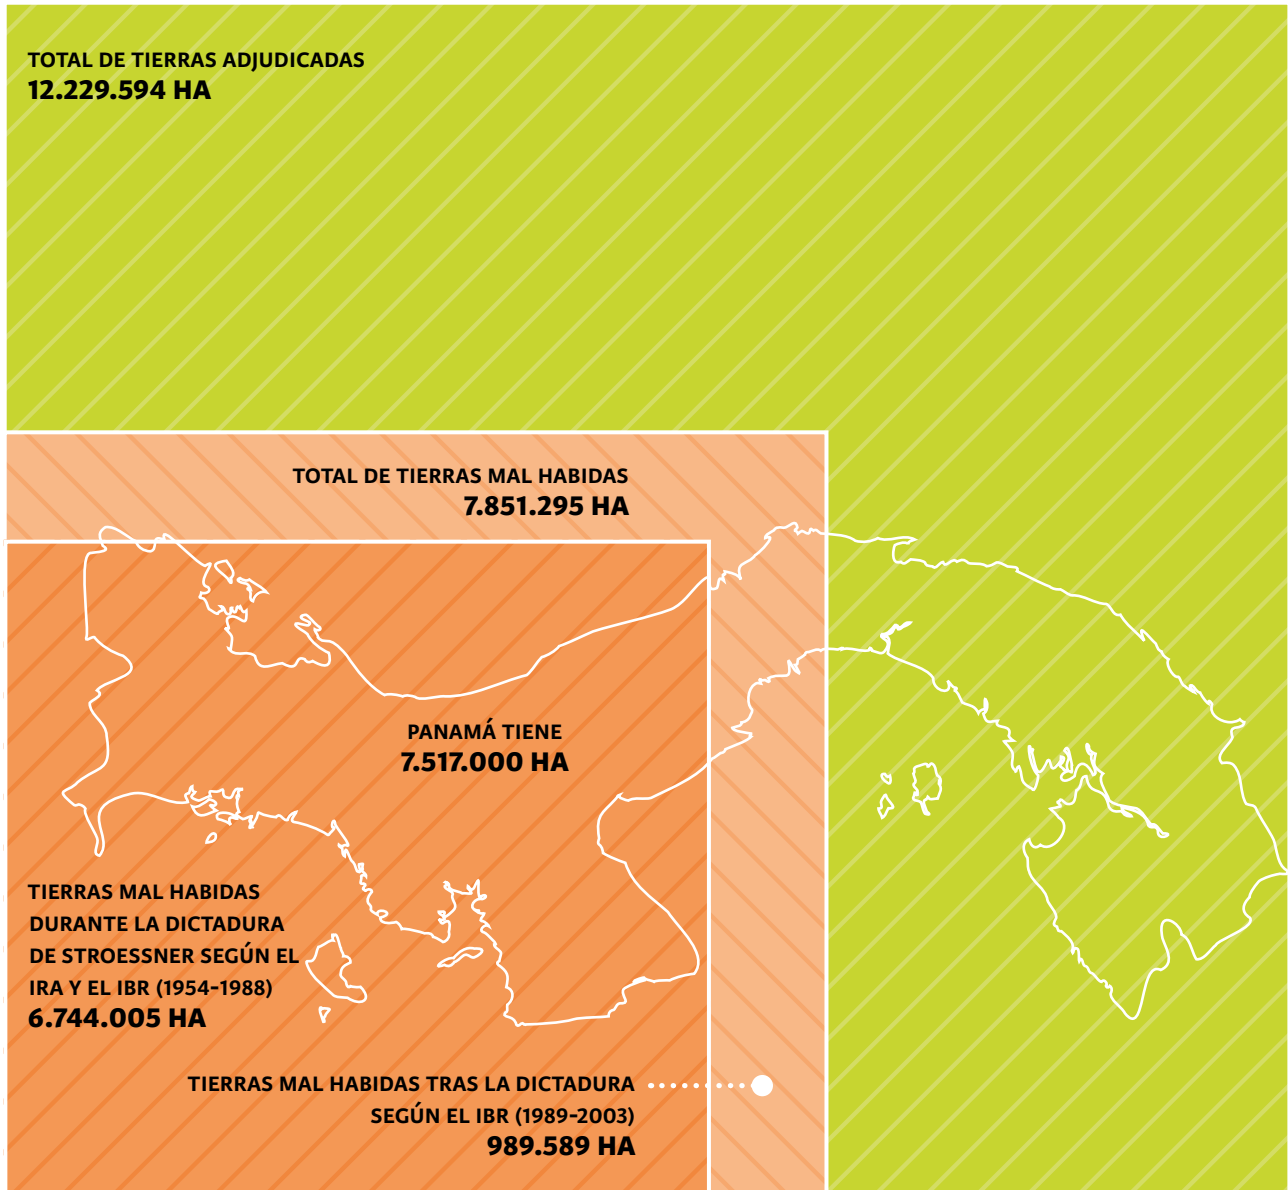 TOTAL DE TIERRAS ADJUDICADAS
12.229.594 HA
TOTAL DE TIERRAS MAL HABIDAS
7.851.295 HA
PANAMÁ TIENE
7.517.000 HA
TIERRAS MAL HABIDAS
DURANTE LA DICTADURA
DE STROESSNER SEGÚN EL
IRA Y EL IBR (1954-1988)
6.744.005 HA
TIERRAS MAL HABIDAS TRAS LA DICTADURA
SEGÚN EL IBR (1989-2003)
989.589 HA